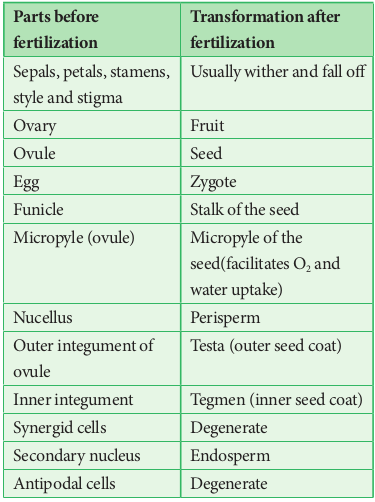 Parts before Transformation after
fertilization fertilization
Sepals, petals, stamens, Usually wither and fall off
style and stigma
Ovary Fruit
Ovule Seed
Egg Zygote
Funicle Stalk of the seed
Micropyle (ovule) Micropyle of the
seed(facilitates O₂ and
water uptake)
Nucellus Perisperm
Outer integument of Testa (outer seed coat)
ovule
Inner integument Tegmen (inner seed coat)
Synergid cells Degenerate
Secondary nucleus Endosperm
Antipodal cells Degenerate